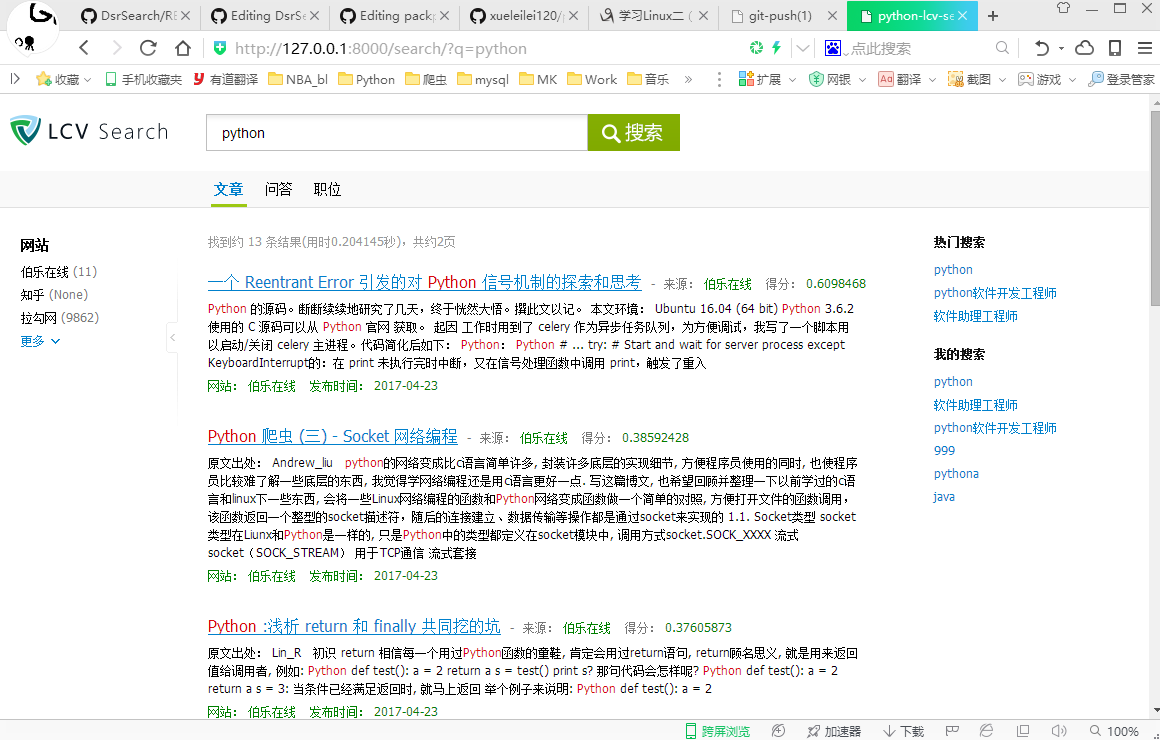 DsrSearch/RE
Editing DsrSe
Editing pack
xueleilei120/p
学习Linux二 (
git-push(1)
python-lcv-se
http://127.0.0.1:8000/search/?q=python
点此搜索
收藏
手机收藏夹
有道翻译
NBA_bl
Python
爬虫
mysql
MK
Work
音乐
扩展
网银
翻译
截图
游戏
登录管家
LCV Search
python
搜索
文章
问答
职位
网站
伯乐在线 (11)
知乎 (None)
拉勾网 (9862)
更多
找到约 13 条结果(用时0.204145秒)，共约2页
一个 Reentrant Error 引发的对 Python 信号机制的探索和思考 - 来源： 伯乐在线 得分： 0.6098468
Python 的源码。断断续续地研究了几天，终于恍然大悟。撰此文以记。 本文环境： Ubuntu 16.04 (64 bit) Python 3.6.2
使用的 C 源码可以从 Python 官网 获取。 起因 工作时用到了 celery 作为异步任务队列，为方便调试，我写了一个脚本用
以启动/关闭 celery 主进程。代码简化后如下： Python： Python # ... try: # Start and wait for server process except
KeyboardInterrupt的：在 print 未执行完时中断，又在信号处理函数中调用 print，触发了重入
网站： 伯乐在线 发布时间： 2017-04-23
Python 爬虫 (三) - Socket 网络编程 - 来源： 伯乐在线 得分： 0.38592428
原文出处： Andrew_liu python的网络变成比c语言简单许多, 封装许多底层的实现细节, 方便程序员使用的同时, 也使程序
员比较难了解一些底层的东西, 我觉得学网络编程还是用c语言更好一点. 写这篇博文, 也希望回顾并整理一下以前学过的c语
言和linux下一些东西, 会将一些Linux网络编程的函数和Python网络变成函数做一个简单的对照, 方便打开文件的函数调用，
该函数返回一个整型的socket描述符，随后的连接建立、数据传输等操作都是通过socket来实现的 1.1. Socket类型 socket
类型在Liunx和Python是一样的, 只是Python中的类型都定义在socket模块中, 调用方式socket.SOCK_XXXX 流式
socket（SOCK_STREAM） 用于TCP通信 流式套接
网站： 伯乐在线 发布时间： 2017-04-23
Python :浅析 return 和 finally 共同挖的坑 - 来源： 伯乐在线 得分： 0.37605873
原文出处： Lin_R 初识 return 相信每一个用过Python函数的童鞋, 肯定会用过return语句, return顾名思义, 就是用来返回
值给调用者, 例如: Python def test(): a = 2 return a s = test() print s? 那句代码会怎样呢? Python def test(): a = 2
return a s = 3: 当条件已经满足返回时, 就马上返回 举个例子来说明: Python def test(): a = 2
网站： 伯乐在线 发布时间： 2017-04-23
热门搜索
python
python软件开发工程师
软件助理工程师
我的搜索
python
软件助理工程师
python软件开发工程师
999
pythona
java
跨屏浏览
加速器
下载
100%